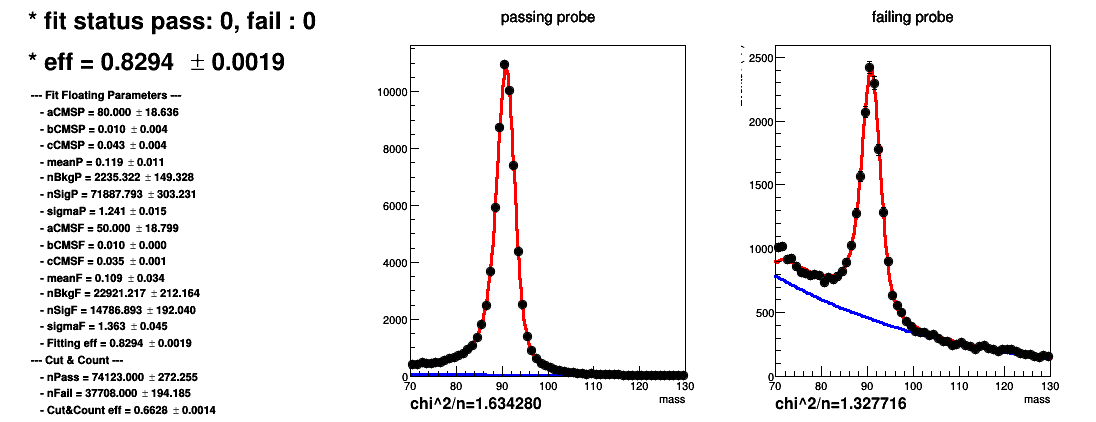 * fit status pass: 0, fail : 0
* eff = 0.8294 ± 0.0019
--- Fit Floating Parameters ---
- aCMSP = 80.000 ± 18.636
- bCMSP = 0.010 ± 0.004
- cCMSP = 0.043 ± 0.004
- meanP = 0.119 ± 0.011
- nBkgP = 2235.322 ± 149.328
- nSigP = 71887.793 ± 303.231
- sigmaP = 1.241 ± 0.015
- aCMSF = 50.000 ± 18.799
- bCMSF = 0.010 ± 0.000
- cCMSF = 0.035 ± 0.001
- meanF = 0.109 ± 0.034
- nBkgF = 22921.217 ± 212.164
- nSigF = 14786.893 ± 192.040
- sigmaF = 1.363 ± 0.045
- Fitting eff = 0.8294 ± 0.0019
--- Cut & Count ---
- nPass = 74123.000 ± 272.255
- nFail = 37708.000 ± 194.185
- Cut&Count eff = 0.6628 ± 0.0014
passing probe
10000
8000
6000
4000
2000
0
70 80 90 100 110 120 130
mass
chi^2/n=1.634280
failing probe
2500
2000
1500
1000
500
0
70 80 90 100 110 120 130
mass
chi^2/n=1.327716